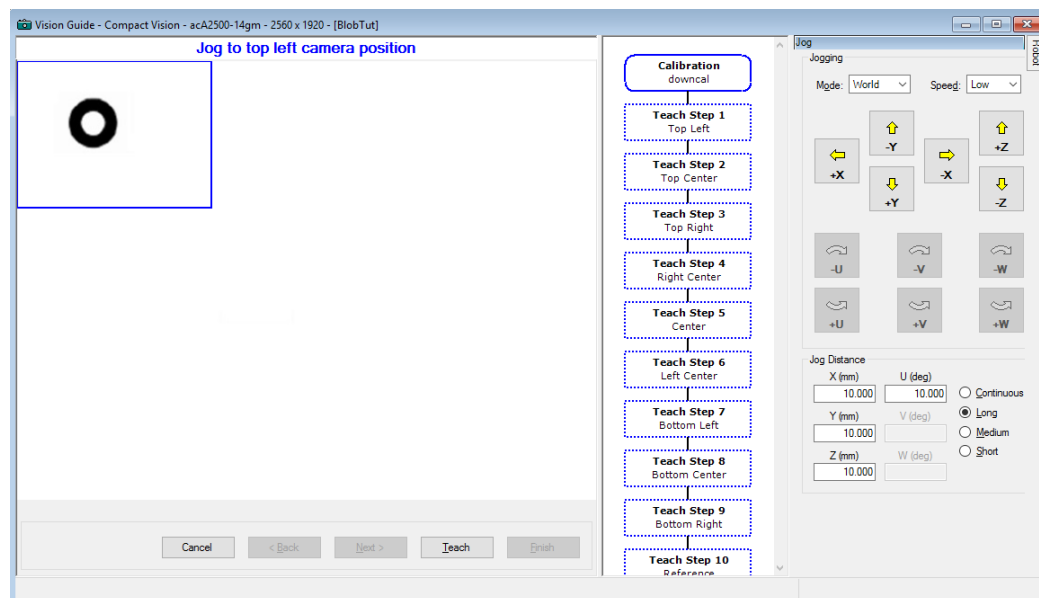 Vision Guide - Compact Vision - acA2500-14gm - 2560 x 1920 - [BlobTut]
Jog to top left camera position
Cancel
< Back
Next >
Teach
Finish
Calibration
downcal
Teach Step 1
Top Left
Teach Step 2
Top Center
Teach Step 3
Top Right
Teach Step 4
Right Center
Teach Step 5
Center
Teach Step 6
Left Center
Teach Step 7
Bottom Left
Teach Step 8
Bottom Center
Teach Step 9
Bottom Right
Teach Step 10
Reference
Jog
Robot
Jogging
Mode: World Speed: Low
-Y +Z
+X -X
+Y -Z
-U -V -W
+U +V +W
Jog Distance
X (mm) U (deg)
10.000 10.000 Continuous
Y (mm) V (deg) Long
10.000 Medium
Z (mm) W (deg) Short
10.000